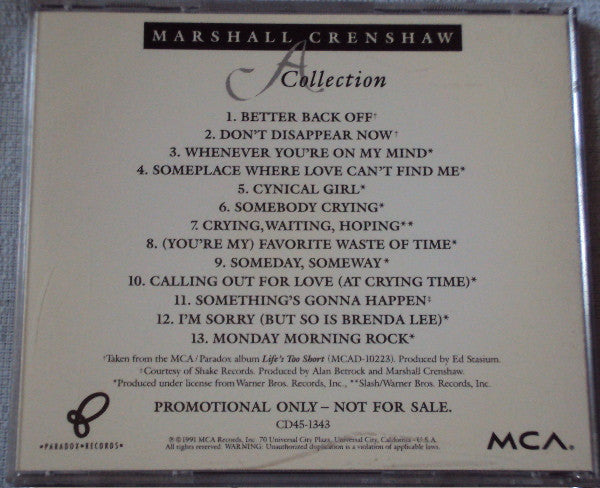 MARSHALL CRENSHAW
A Collection
1. BETTER BACK OFF†
2. DON'T DISAPPEAR NOW†
3. WHENEVER YOU'RE ON MY MIND*
4. SOMEPLACE WHERE LOVE CAN'T FIND ME*
5. CYNICAL GIRL*
6. SOMEBODY CRYING*
7. CRYING, WAITING, HOPING**
8. (YOU'RE MY) FAVORITE WASTE OF TIME*
9. SOMEDAY, SOMEWAY*
10. CALLING OUT FOR LOVE (AT CRYING TIME)*
11. SOMETHING'S GONNA HAPPEN‡
12. I'M SORRY (BUT SO IS BRENDA LEE)*
13. MONDAY MORNING ROCK*
†Taken from the MCA/Paradox album Life's Too Short (MCAD-10223). Produced by Ed Stasium.
‡Courtesy of Shake Records. Produced by Alan Betrock and Marshall Crenshaw.
*Produced under license from Warner Bros. Records, Inc., **Slash/Warner Bros. Records, Inc.
PROMOTIONAL ONLY – NOT FOR SALE.
CD45-1343
℗©1991 MCA Records, Inc. 70 Universal City Plaza, Universal City, California-U.S.A.
All rights reserved. WARNING: Unauthorized duplication is a violation of applicable laws.
•PARADOX•RECORDS•
MCA®